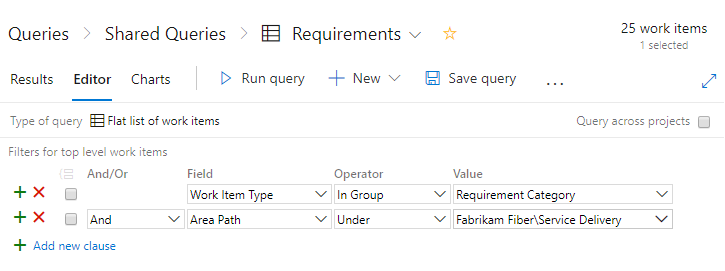 Queries > Shared Queries > Requirements
25 work items
1 selected
Results Editor Charts Run query New Save query ...
Type of query Flat list of work items Query across projects
Filters for top level work items
And/Or Field Operator Value
Work Item Type In Group Requirement Category
And Area Path Under Fabrikam Fiber\Service Delivery
Add new clause